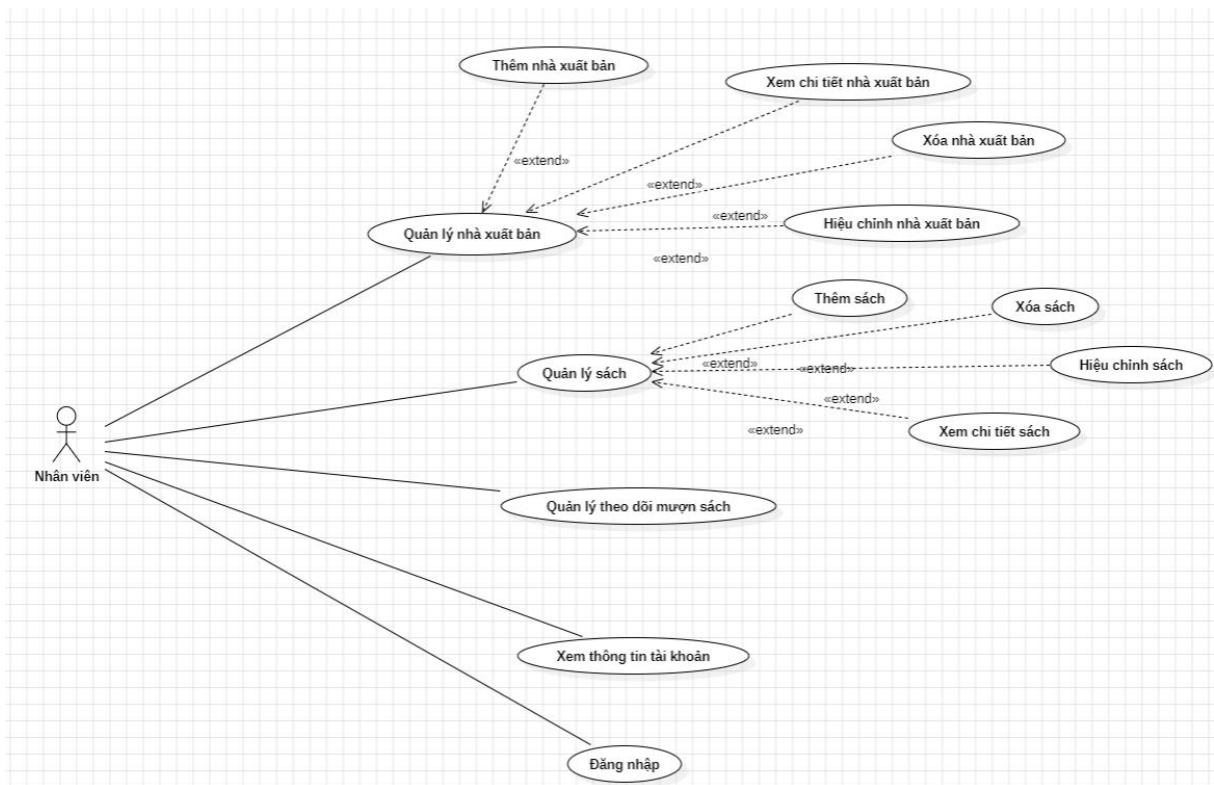 Thêm nhà xuất bản
Xem chi tiết nhà xuất bản
Xóa nhà xuất bản
«extend»
«extend»
«extend»
Hiệu chỉnh nhà xuất bản
Quản lý nhà xuất bản
«extend»
Thêm sách
Xóa sách
«extend»
«extend»
Hiệu chỉnh sách
Quản lý sách
«extend»
«extend»
Xem chi tiết sách
Nhân viên
Quản lý theo dõi mượn sách
Xem thông tin tài khoản
Đăng nhập